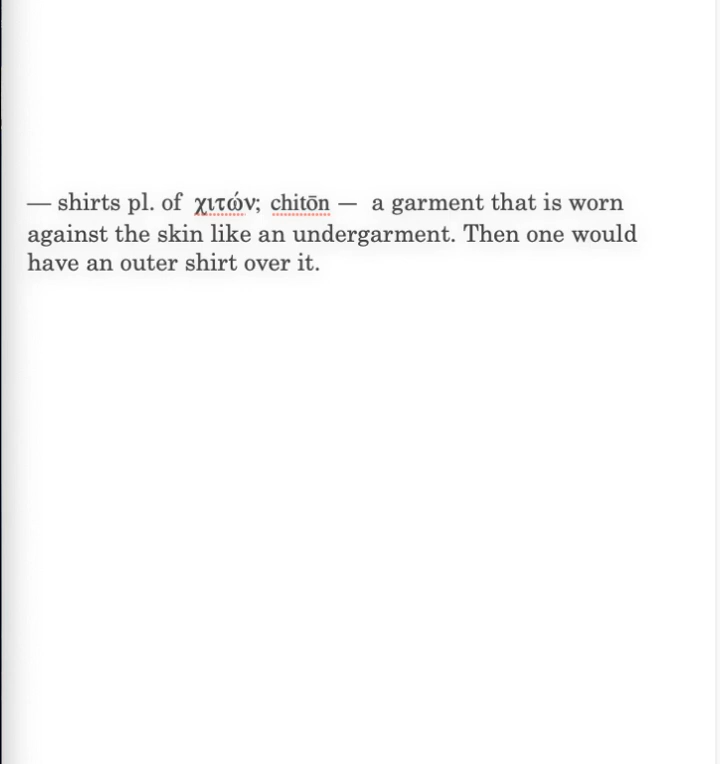 — shirts pl. of χιτών; chitōn — a garment that is worn
against the skin like an undergarment. Then one would
have an outer shirt over it.